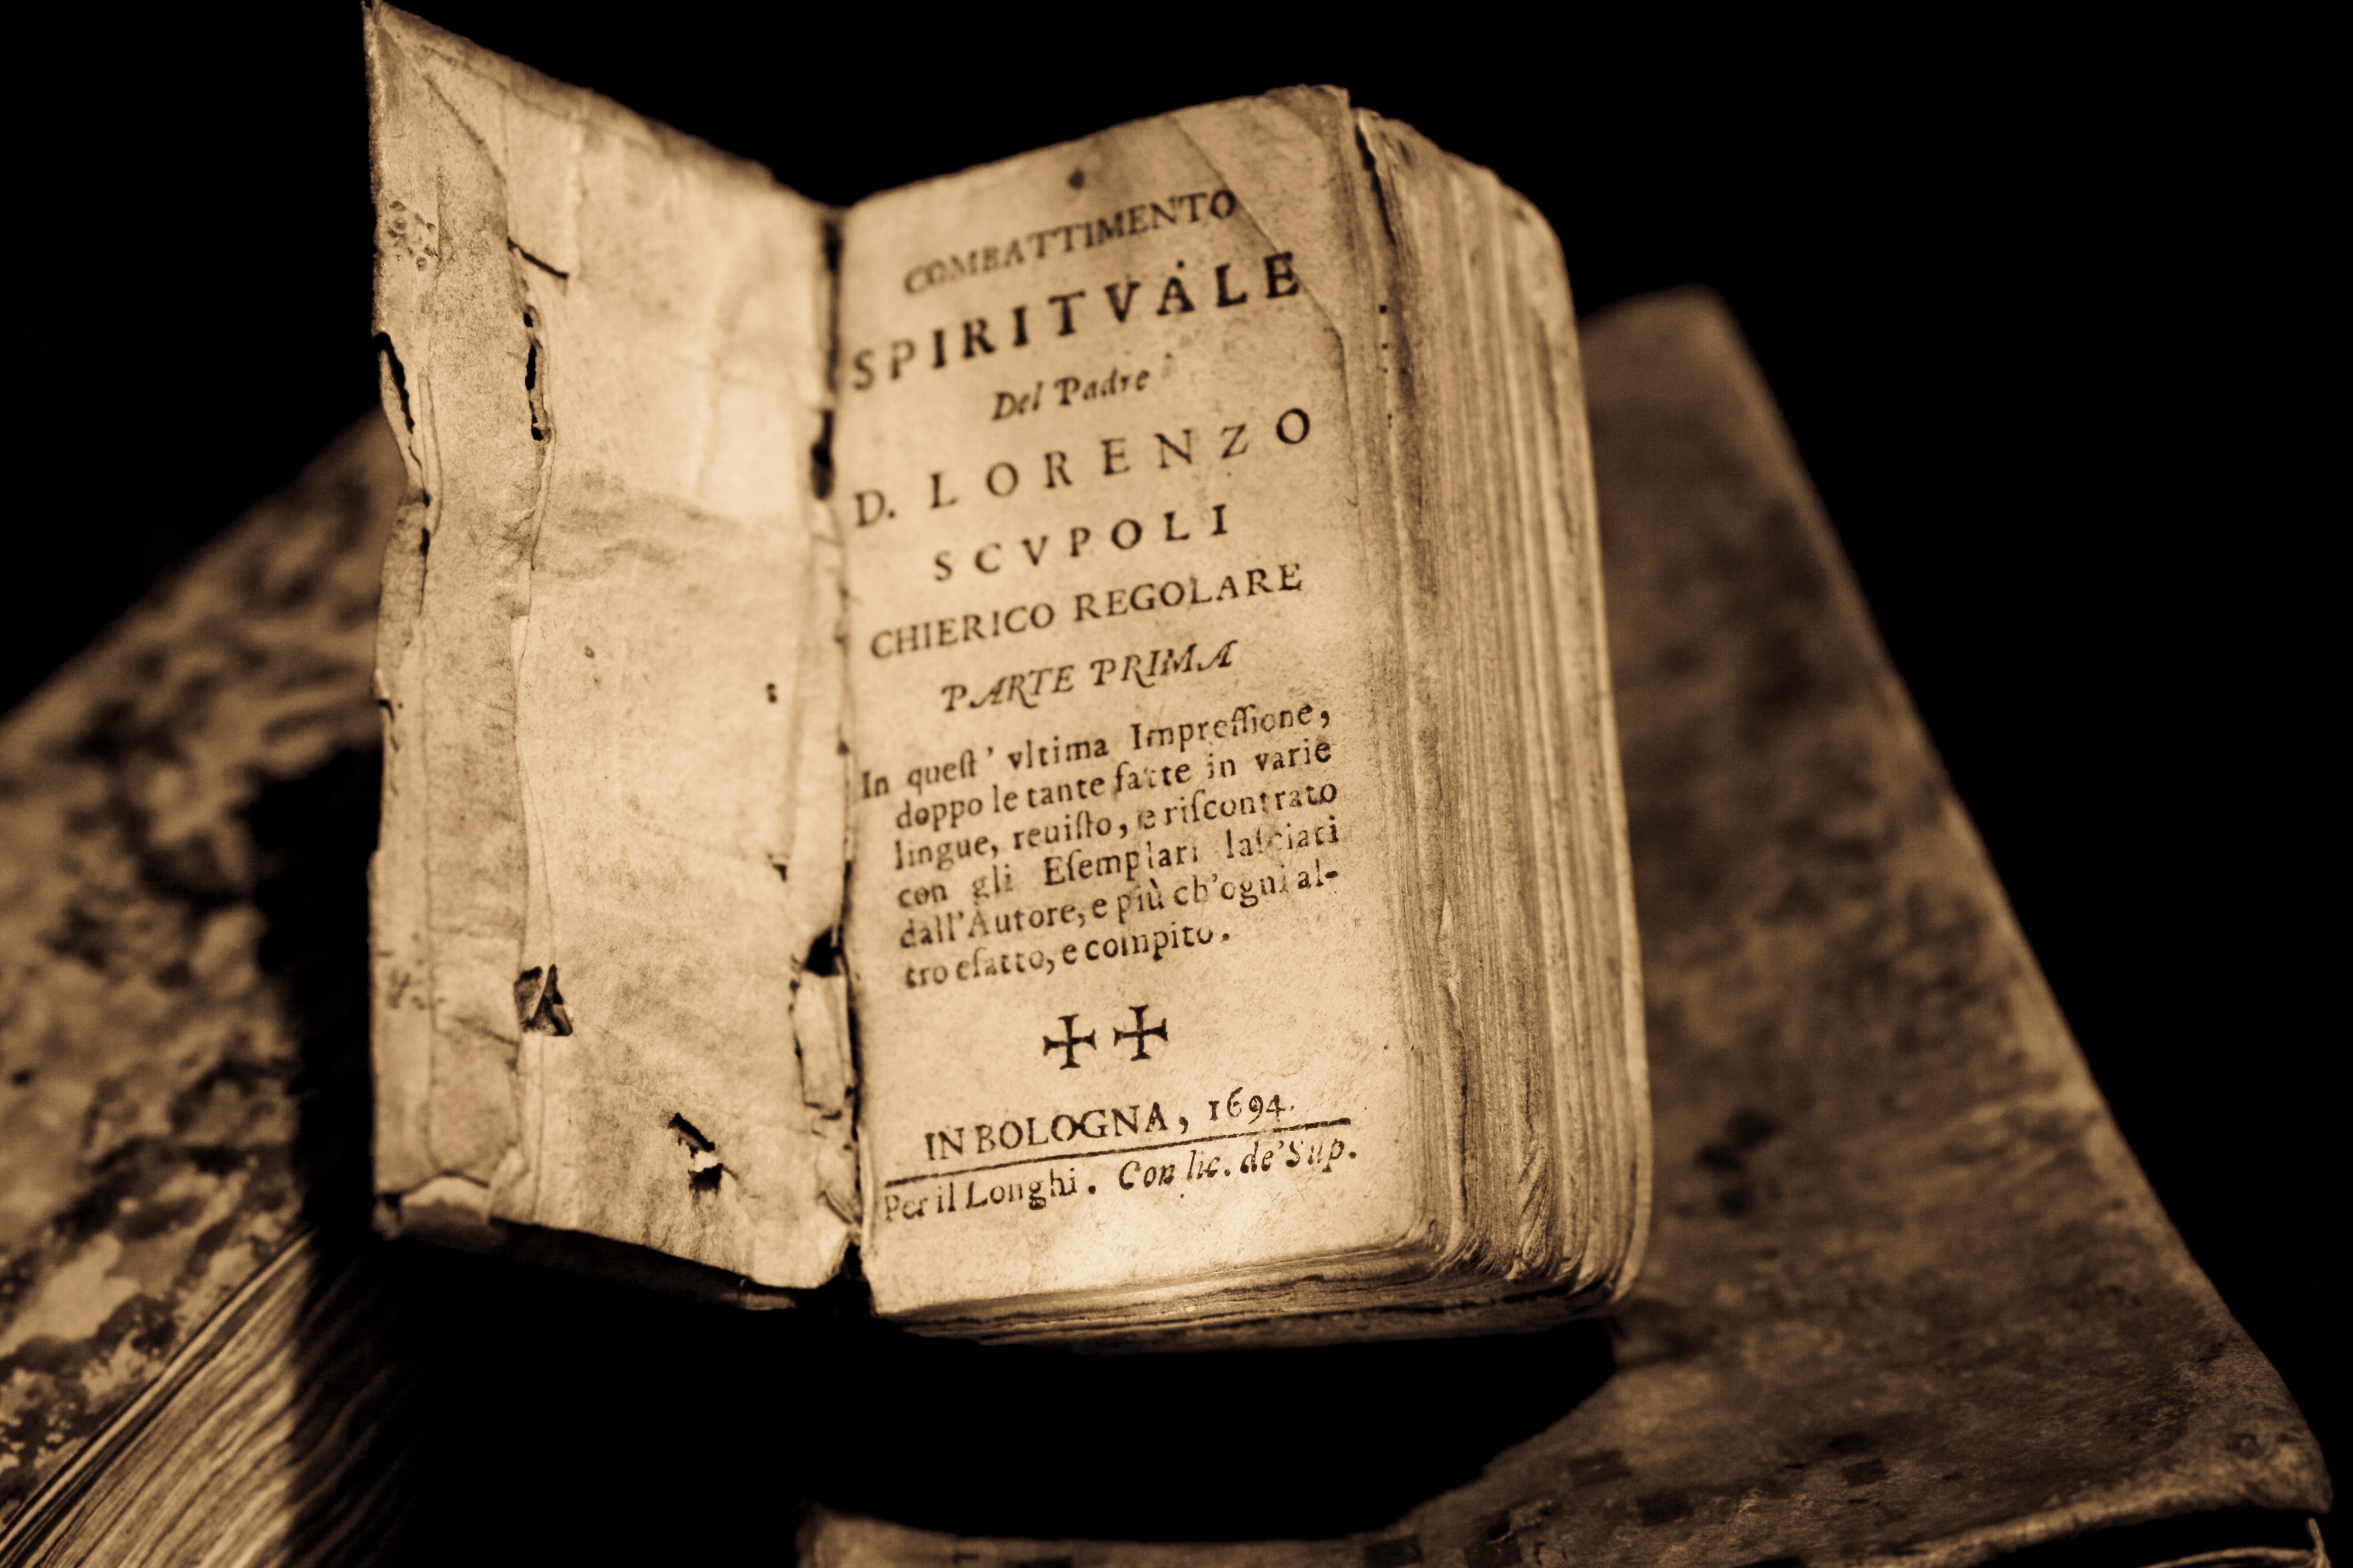 COMBATTIMENTO
SPIRITVALE
Del Padre
D. LORENZO
SCVPOLI
CHIERICO REGOLARE
PARTE PRIMA
In queſt' vltima Impreſſione,
doppo le tante fatte in varie
lingue, reuiſto, e riſcontrato
con gli Eſemplari laſciati
dall'Autore, e più ch'ogni al-
tro eſatto, e compito.
✢✢
IN BOLOGNA, 1694.
Per il Longhi. Con lic. de' Sup.